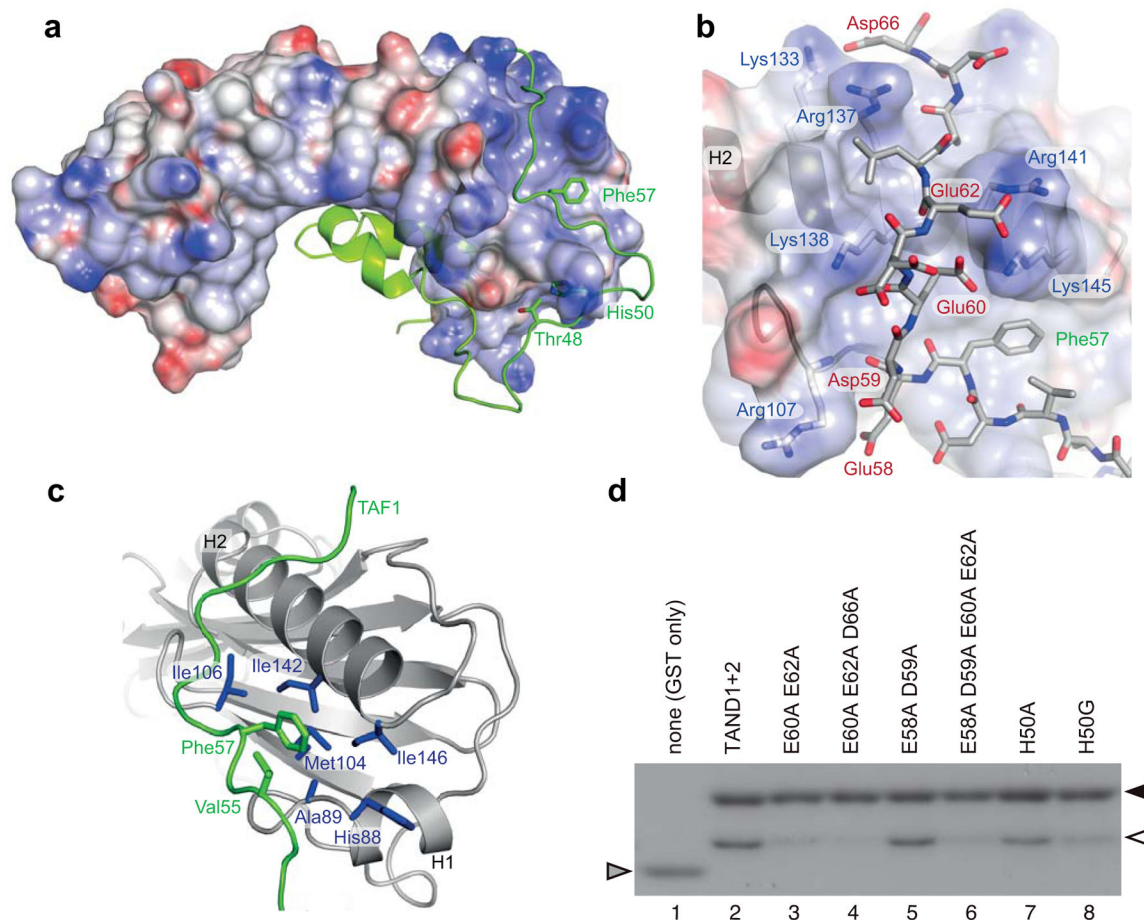 a
Phe57
His50
Thr48
b
Asp66
Lys133
Arg137
H2
Arg141
Glu62
Lys138
Lys145
Glu60
Phe57
Asp59
Arg107
Glu58
c
TAF1
H2
Ile106
Ile142
Phe57
Met104
Ile146
Val55
Ala89
His88
H1
d
none (GST only)
TAND1+2
E60A E62A
E60A E62A D66A
E58A D59A
E58A D59A E60A E62A
H50A
H50G
1 2 3 4 5 6 7 8